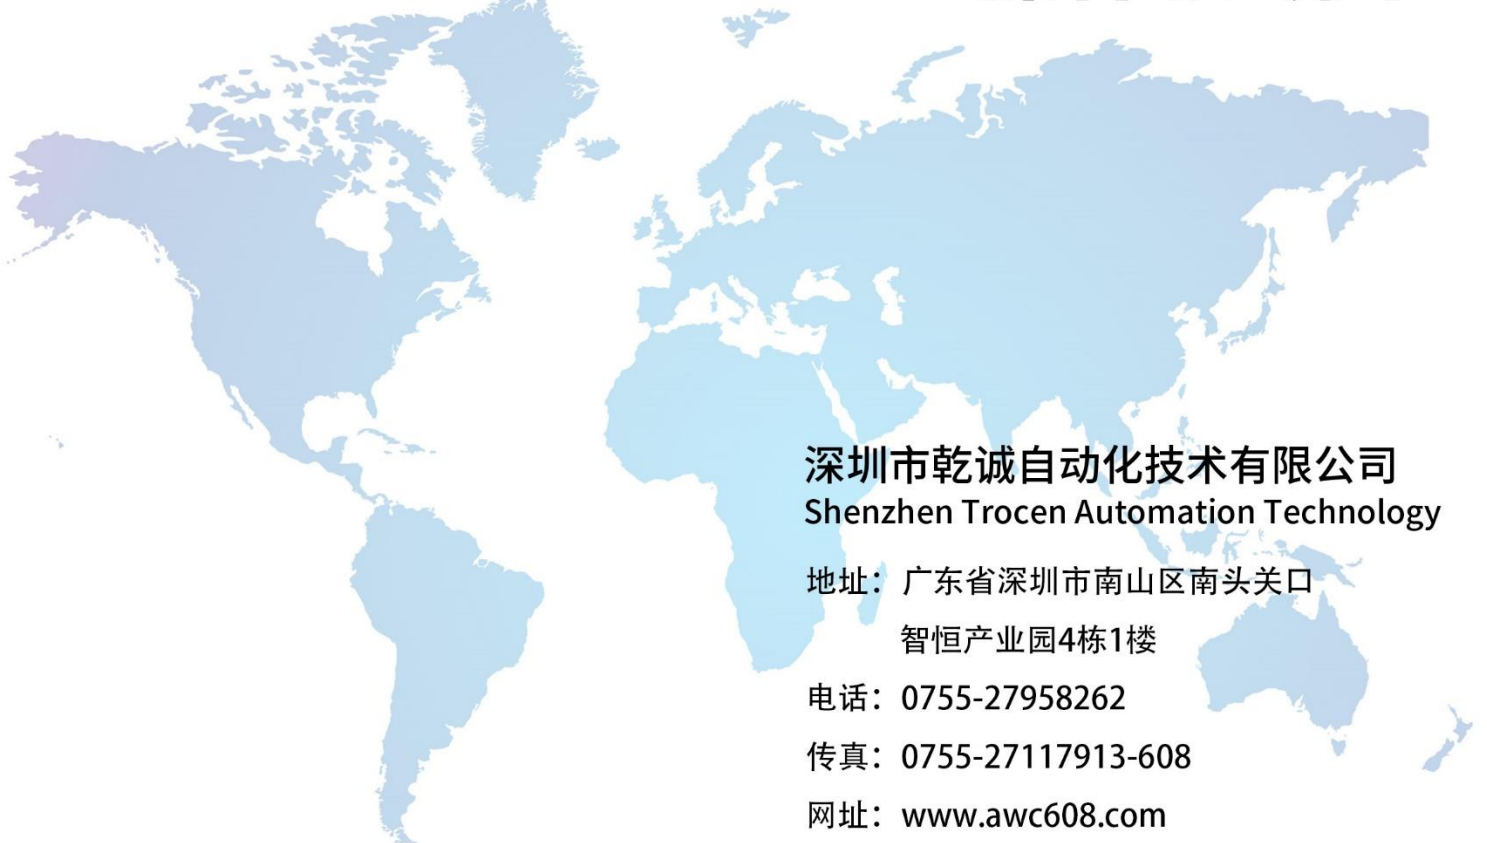 深圳市乾诚自动化技术有限公司
Shenzhen Trocen Automation Technology
地址：广东省深圳市南山区南头关口
智恒产业园4栋1楼
电话：0755-27958262
传真：0755-27117913-608
网址：www.awc608.com